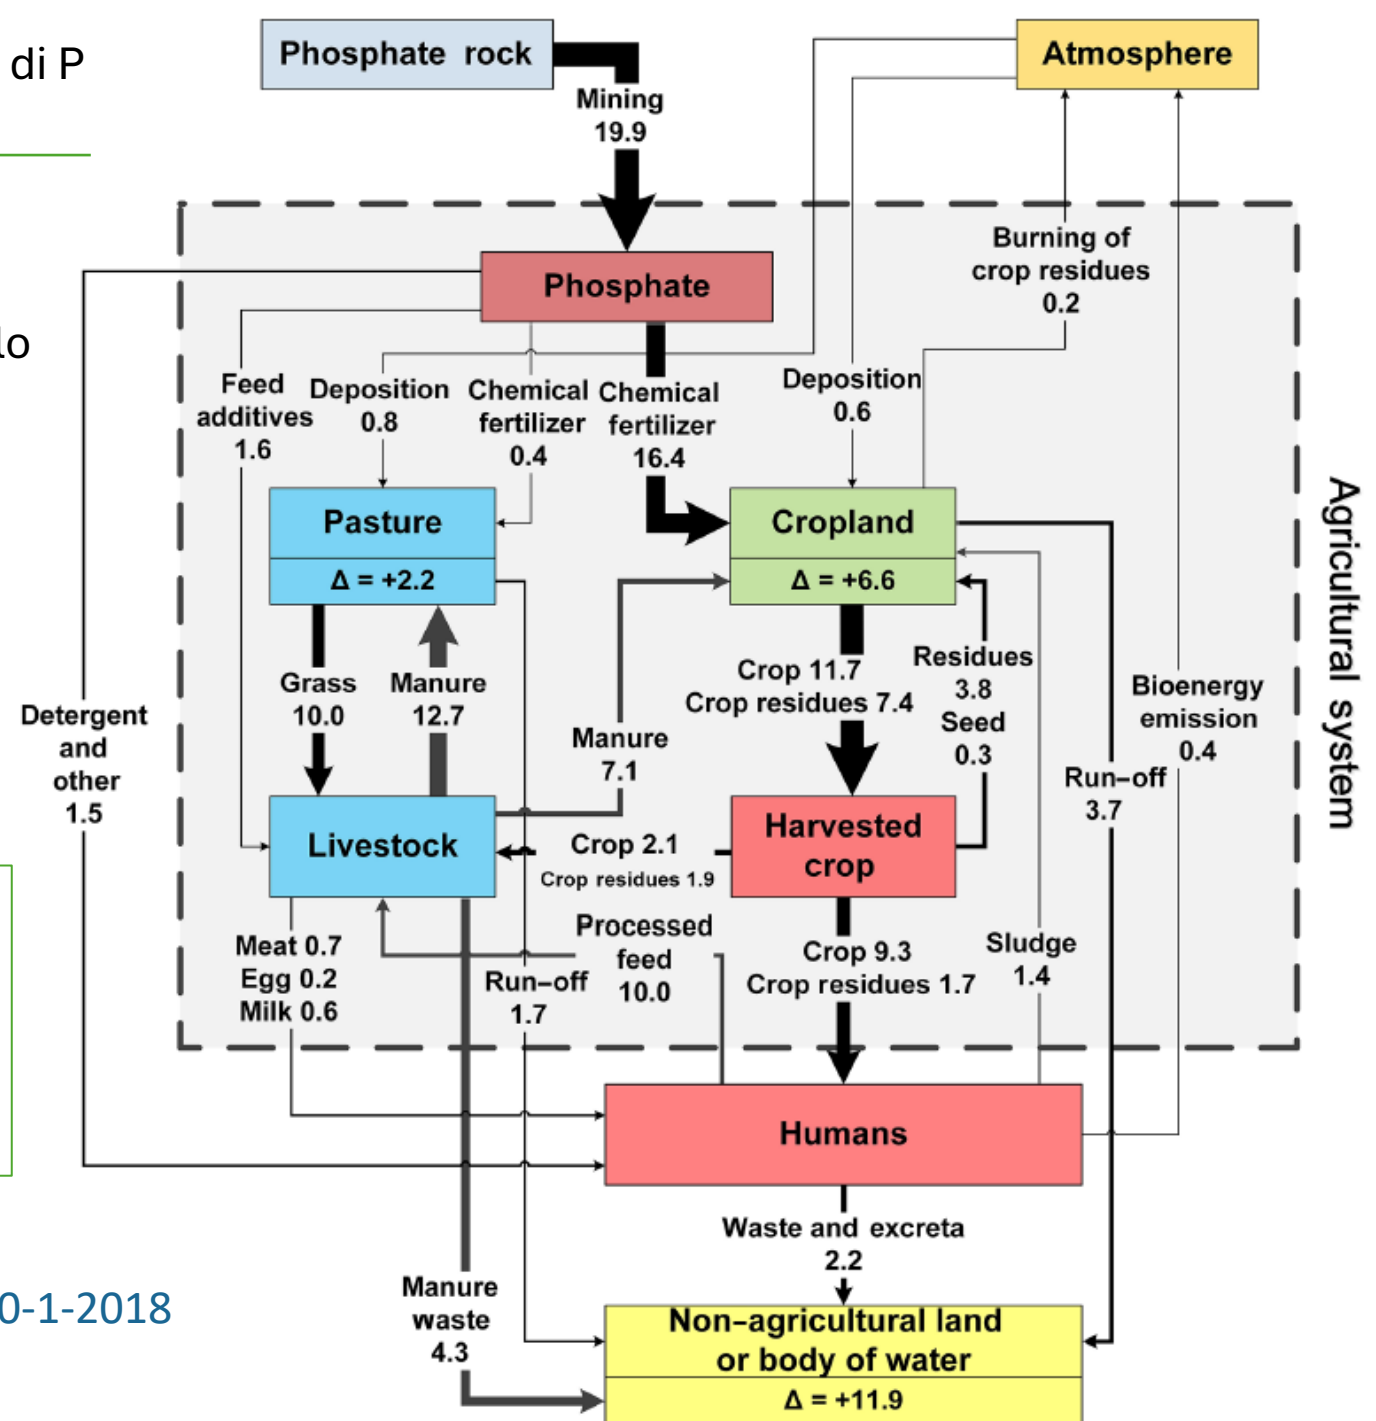 di P
Phosphate rock
Atmosphere
Mining
19.9
Burning of
crop residues
0.2
Phosphate
lo
Feed
additives
1.6
Deposition
0.8
Chemical
fertilizer
0.4
Chemical
fertilizer
16.4
Deposition
0.6
Pasture
Δ = +2.2
Cropland
Δ = +6.6
Agricultural system
Grass
10.0
Manure
12.7
Crop 11.7
Crop residues 7.4
Residues
3.8
Seed
0.3
Bioenergy
emission
0.4
Detergent
and
other
1.5
Manure
7.1
Run–off
3.7
Livestock
Crop 2.1
Crop residues 1.9
Harvested
crop
Meat 0.7
Egg 0.2
Milk 0.6
Run–off
1.7
Processed
feed
10.0
Crop 9.3
Crop residues 1.7
Sludge
1.4
Humans
Waste and excreta
2.2
Manure
waste
4.3
0-1-2018
Non–agricultural land
or body of water
Δ = +11.9